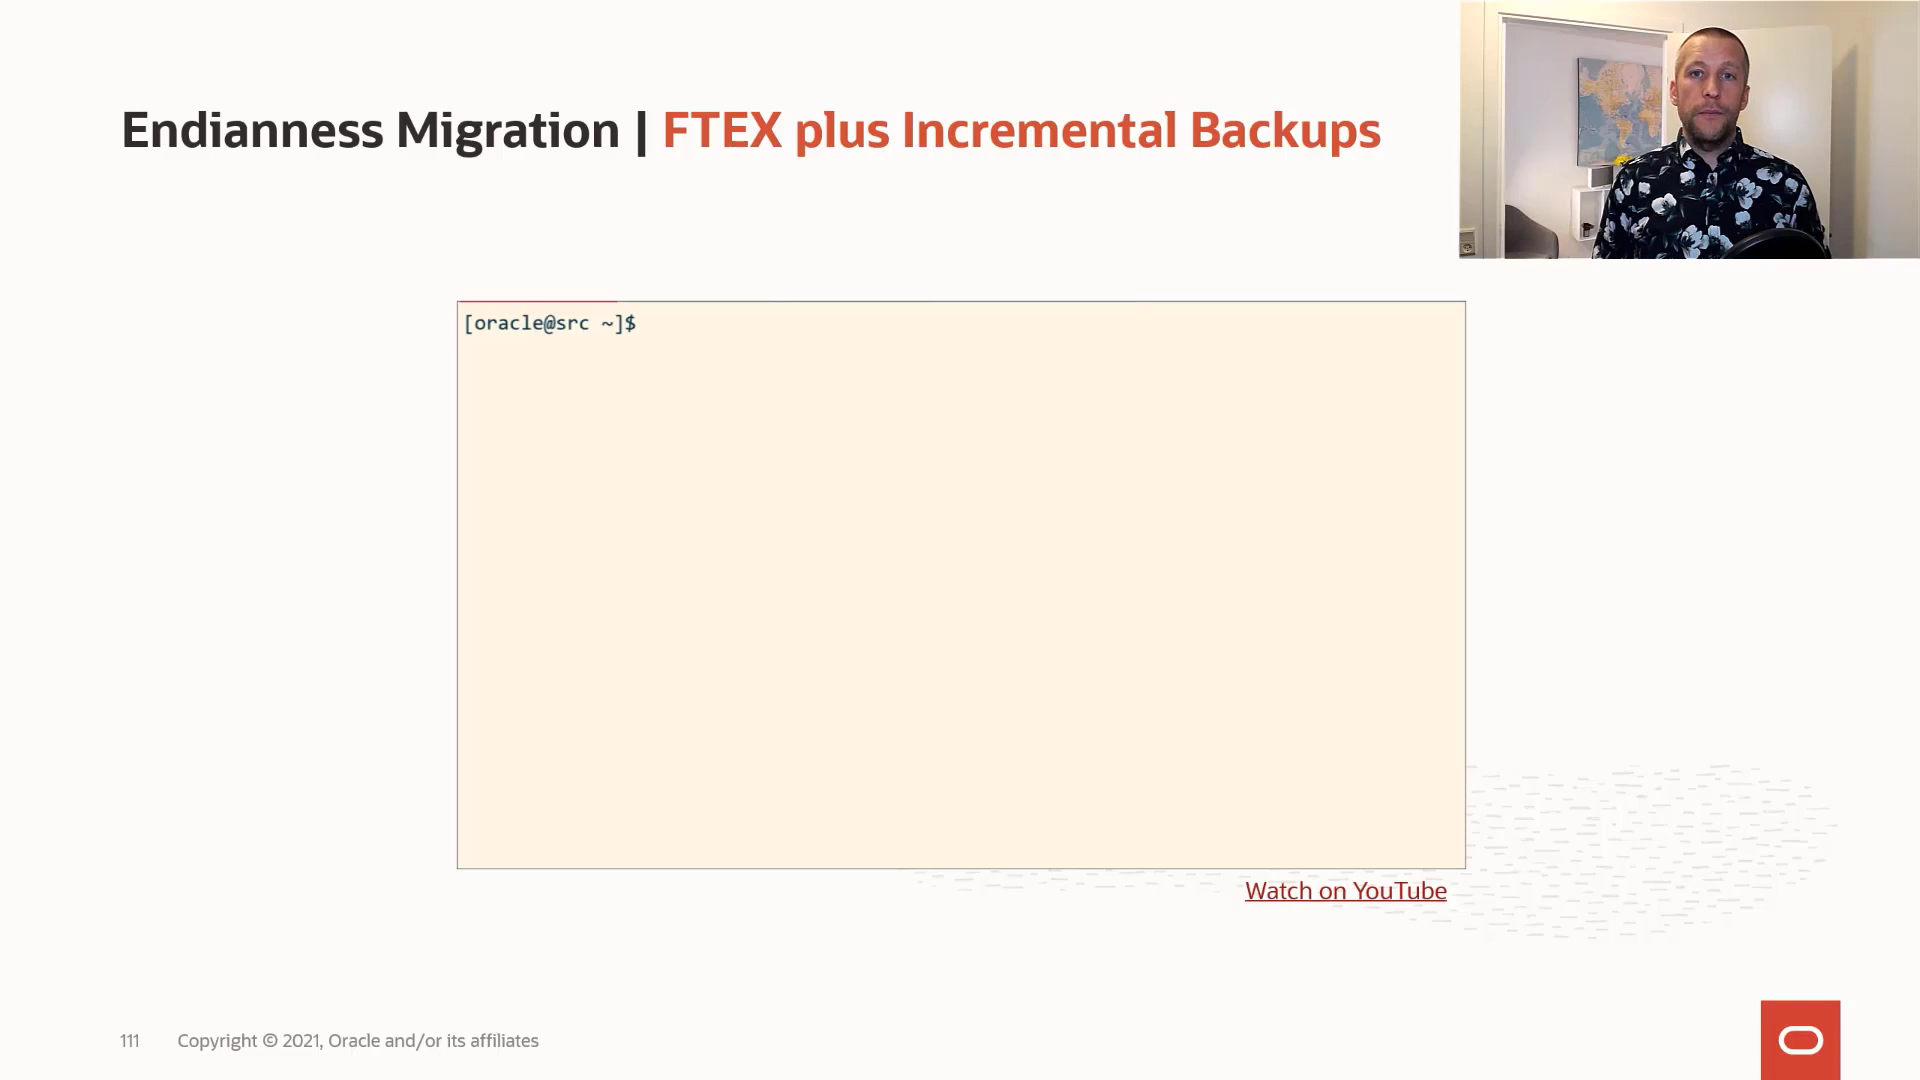 Endianness Migration | FTEX plus Incremental Backups
[oracle@src ~]$
Watch on YouTube
111 Copyright © 2021, Oracle and/or its affiliates